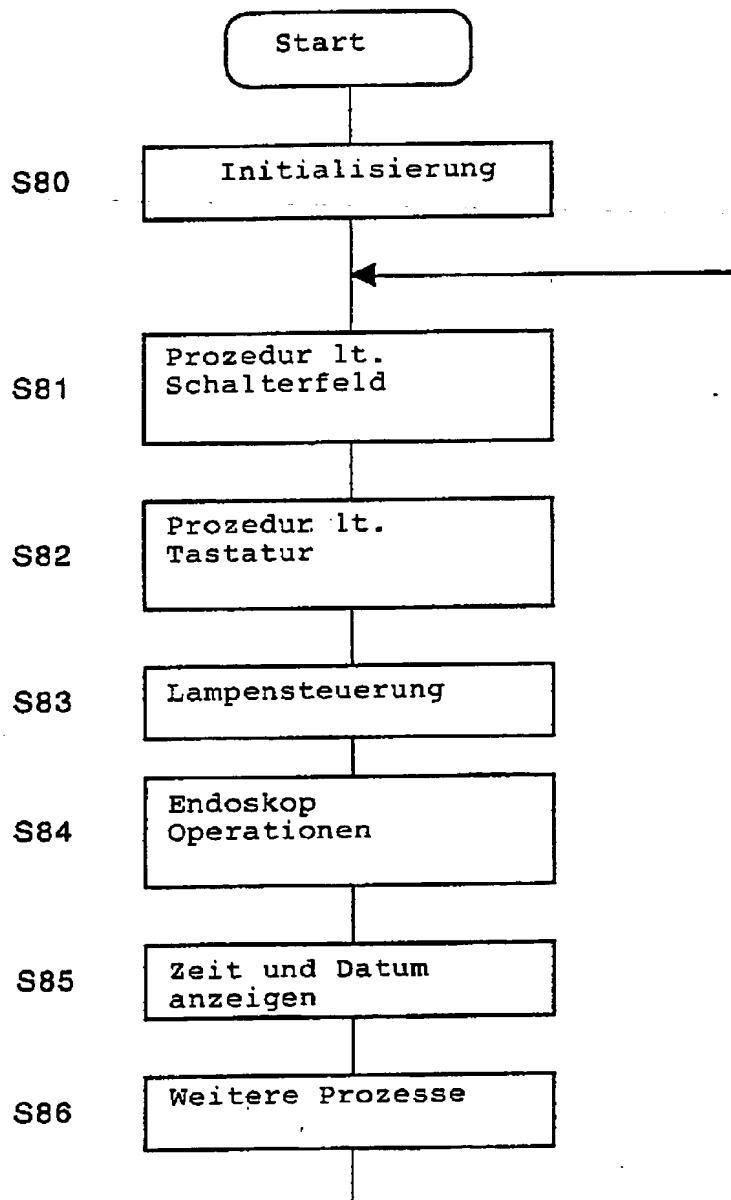 Start
S80
Initialisierung
S81
Prozedur lt.
Schalterfeld
S82
Prozedur lt.
Tastatur
S83
Lampensteuerung
S84
Endoskop
Operationen
S85
Zeit und Datum
anzeigen
S86
Weitere Prozesse